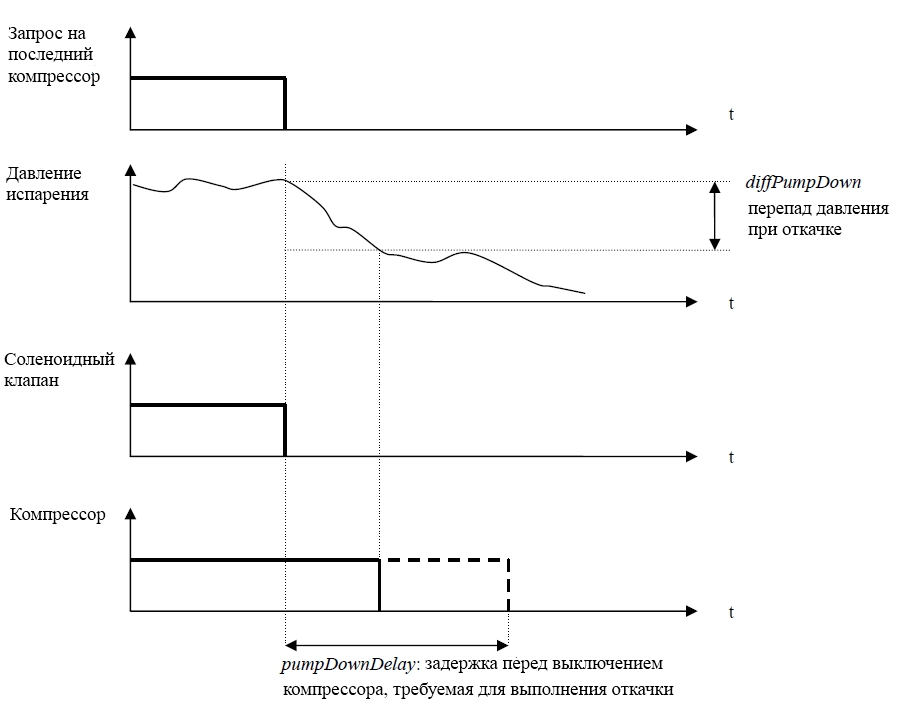 Запрос на
последний
компрессор
t
Давление
испарения
diffPumpDown
перепад давления
при откачке
t
Соленоидный
клапан
t
Компрессор
t
pumpDownDelay: задержка перед выключением
компрессора, требуемая для выполнения откачки